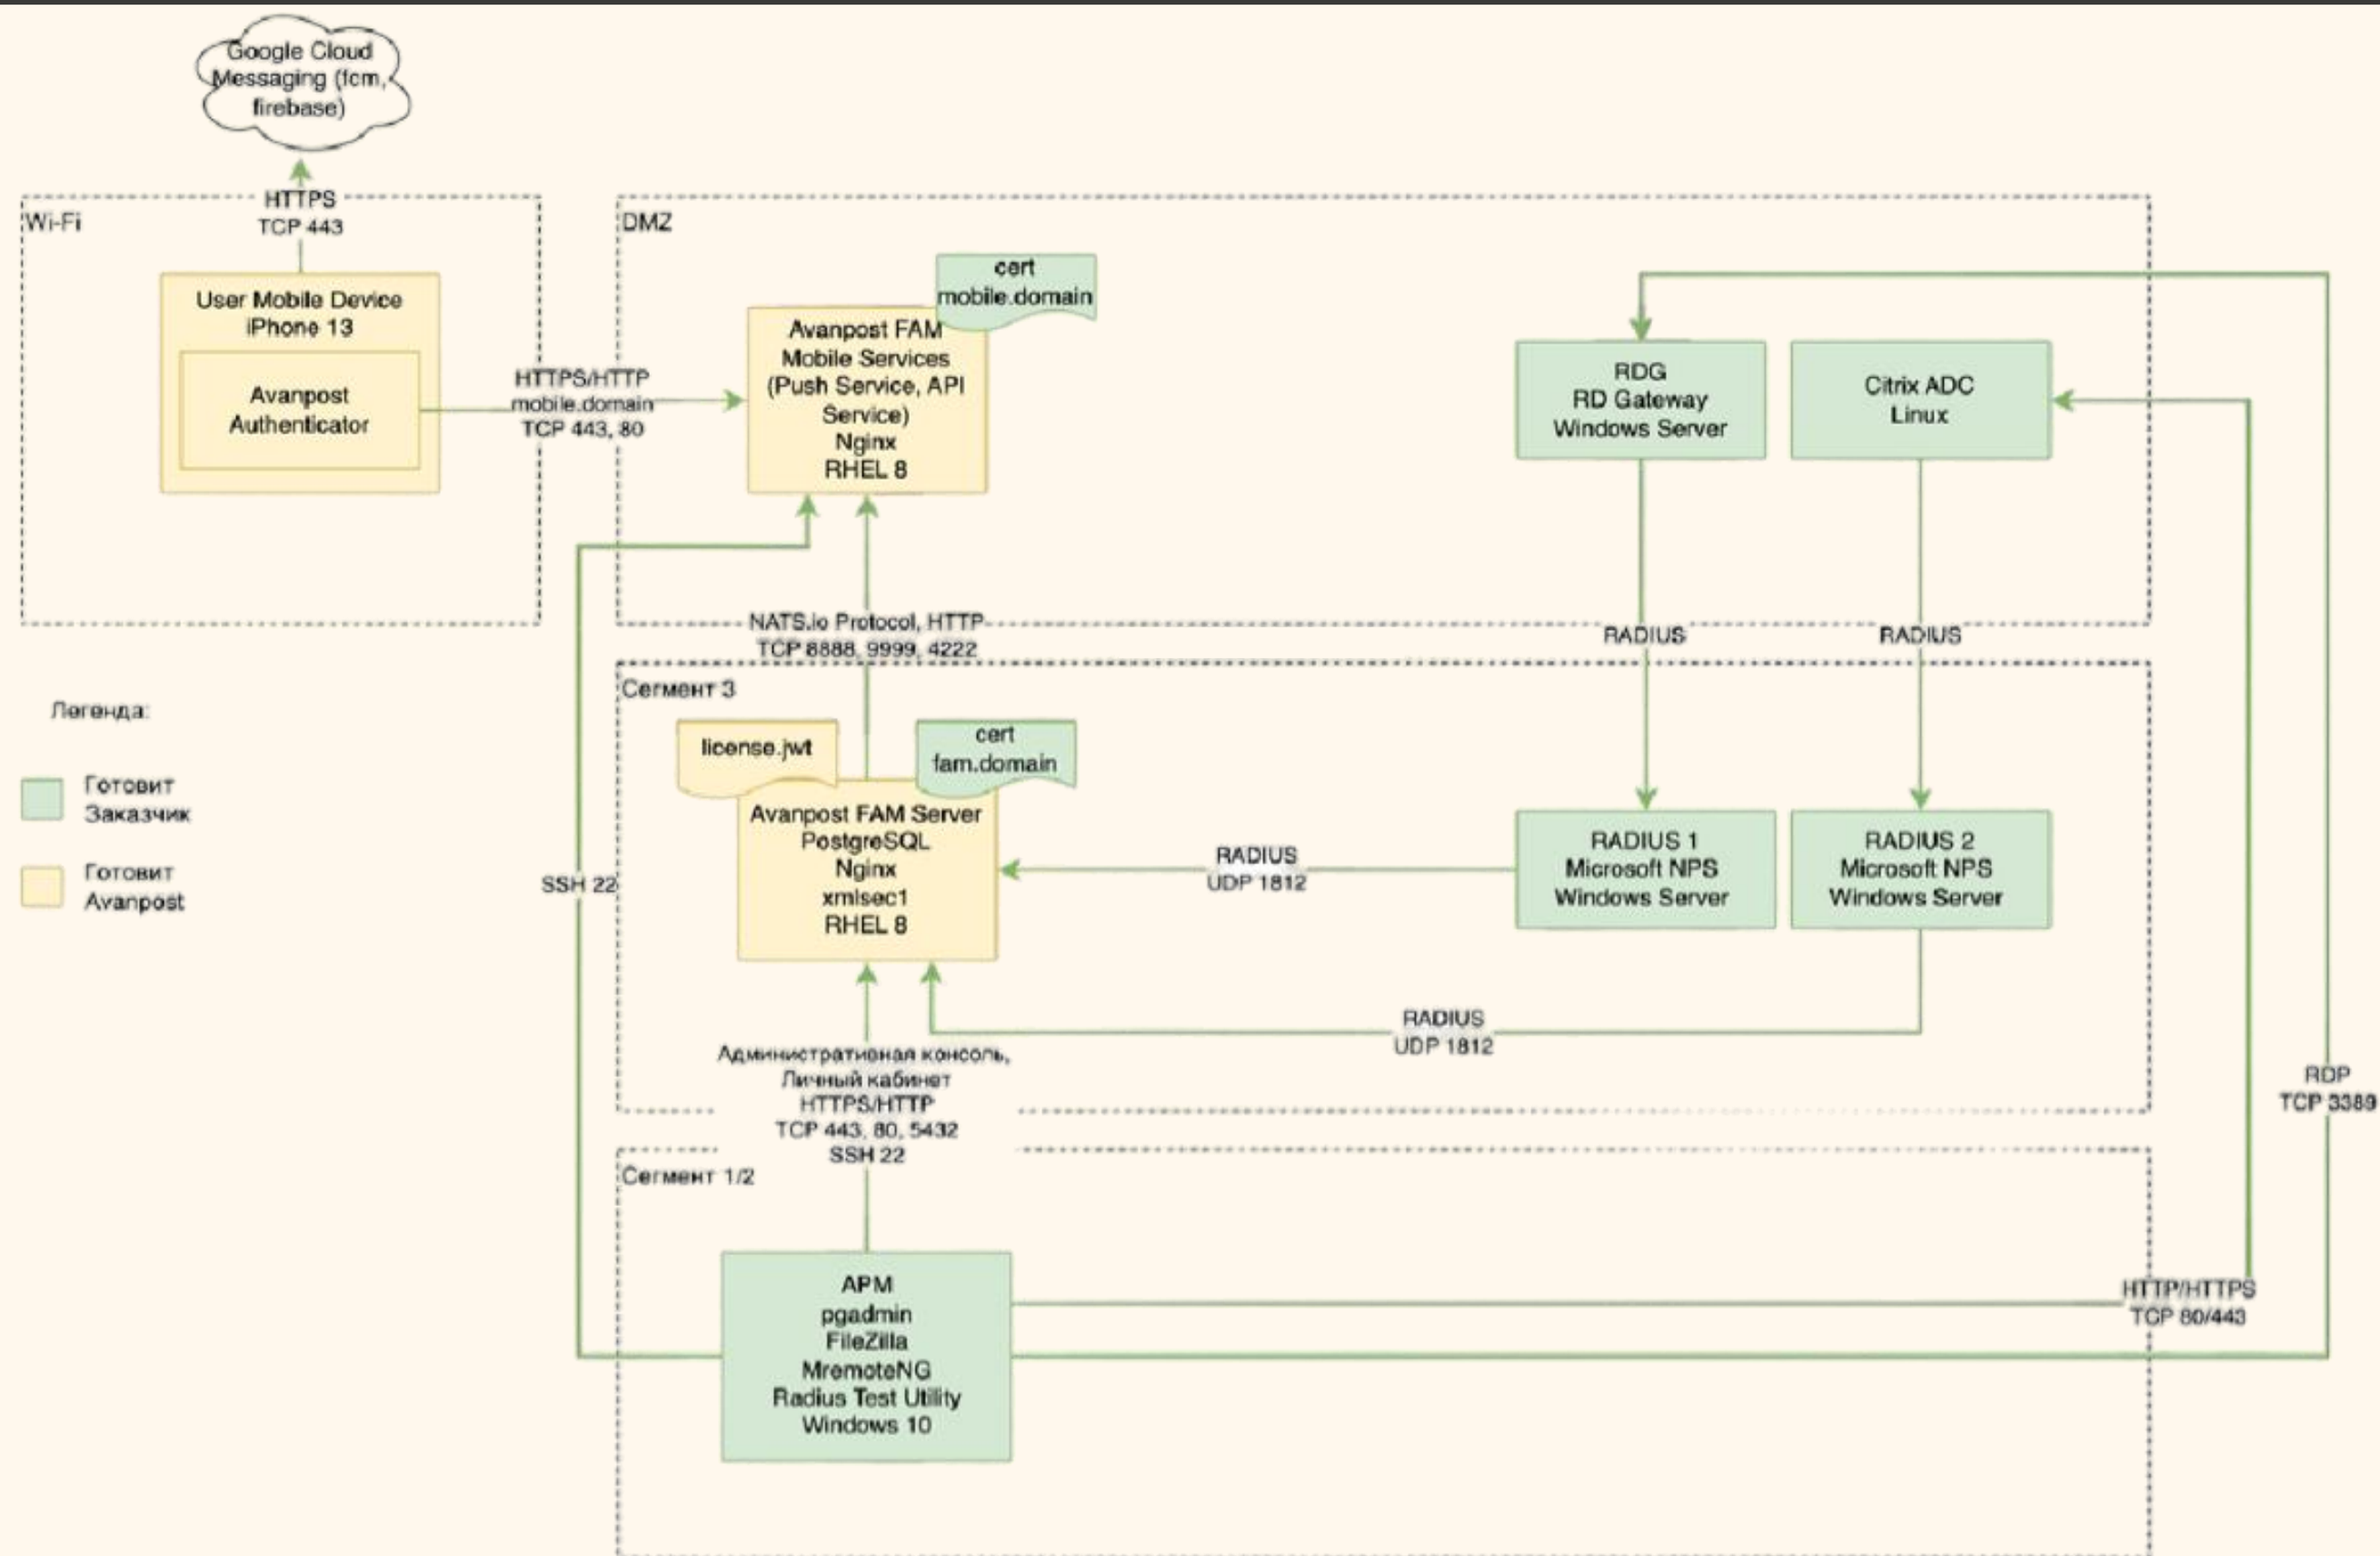 Google Cloud
Messaging (fcm,
firebase)
HTTPS
TCP 443
Wi-Fi
User Mobile Device
iPhone 13
Avanpost
Authenticator
HTTPS/HTTP
mobile.domain
TCP 443, 80
DMZ
cert
mobile.domain
Avanpost FAM
Mobile Services
(Push Service, API
Service)
Nginx
RHEL 8
RDG
RD Gateway
Windows Server
Citrix ADC
Linux
NATS.io Protocol, HTTP
TCP 8888, 9999, 4222
RADIUS
RADIUS
Сегмент 3
license.jwt
cert
fam.domain
Avanpost FAM Server
PostgreSQL
Nginx
xmlsec1
RHEL 8
RADIUS
UDP 1812
RADIUS 1
Microsoft NPS
Windows Server
RADIUS 2
Microsoft NPS
Windows Server
Легенда:
Готовит
Заказчик
Готовит
Avanpost
SSH 22
RADIUS
UDP 1812
Административная консоль,
Личный кабинет
HTTPS/HTTP
TCP 443, 80, 5432
SSH 22
RDP
TCP 3389
Сегмент 1/2
АРМ
pgadmin
FileZilla
MremoteNG
Radius Test Utility
Windows 10
HTTP/HTTPS
TCP 80/443